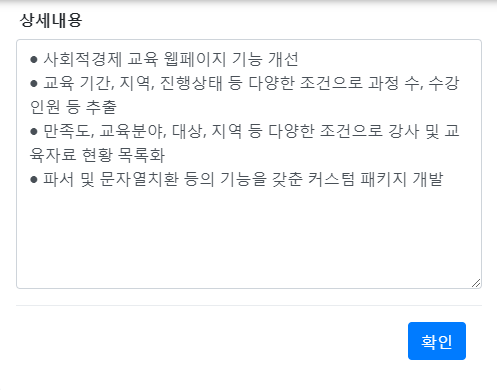 상세내용
● 사회적경제 교육 웹페이지 기능 개선
● 교육 기간, 지역, 진행상태 등 다양한 조건으로 과정 수, 수강
인원 등 추출
● 만족도, 교육분야, 대상, 지역 등 다양한 조건으로 강사 및 교
육자료 현황 목록화
● 파서 및 문자열치환 등의 기능을 갖춘 커스텀 패키지 개발
확인